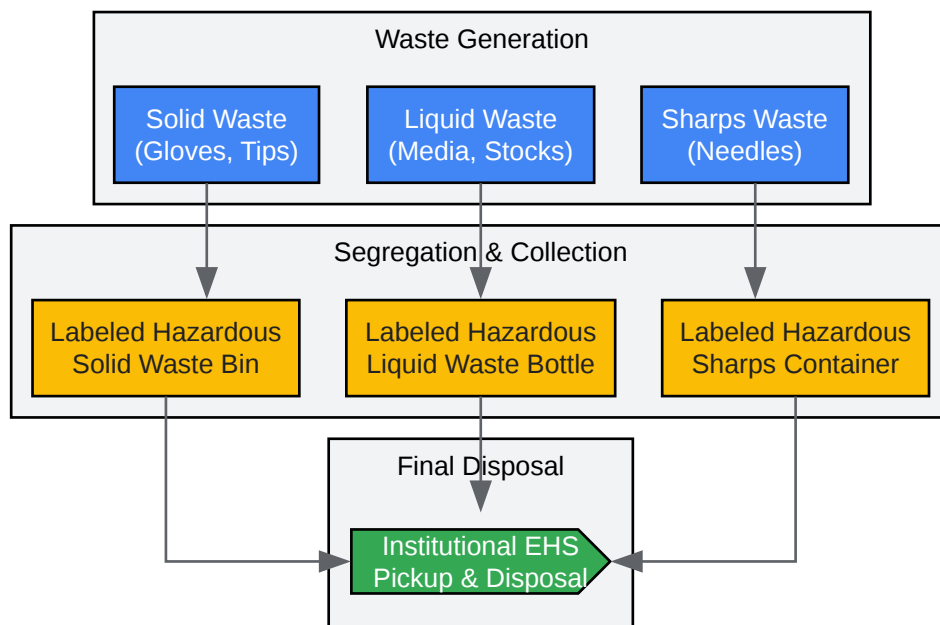 Waste Generation
Solid Waste
(Gloves, Tips)
Liquid Waste
(Media, Stocks)
Sharps Waste
(Needles)
Segregation & Collection
Labeled Hazardous
Solid Waste Bin
Labeled Hazardous
Liquid Waste Bottle
Labeled Hazardous
Sharps Container
Final Disposal
Institutional EHS
Pickup & Disposal